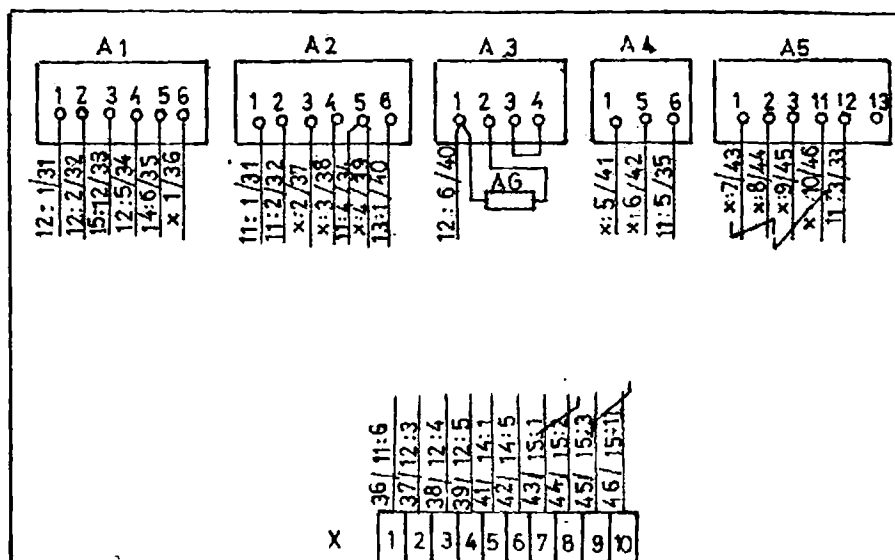 A1 A2 A3 A4 A5
1 2 3 4 5 6 1 2 3 4 5 6 1 2 3 4 1 5 6 1 2 3 11 12 13
12:1/31
12:2/32
15:12/33
12:5/34
14:6/35
x1/36
11:1/31
11:2/32
x:2/37
x:3/38
11:4/34
x:4/39
13:1/40
12:6/40
A6
x:5/41
x:6/42
11:5/35
x:7/43
x:8/44
x:9/45
x:10/46
11:3/33
36/11:6
37/12:3
38/12:4
39/12:5
41/14:1
42/14:5
43/15:1
44/15:2
45/15:3
46/15:11
X 1 2 3 4 5 6 7 8 9 10